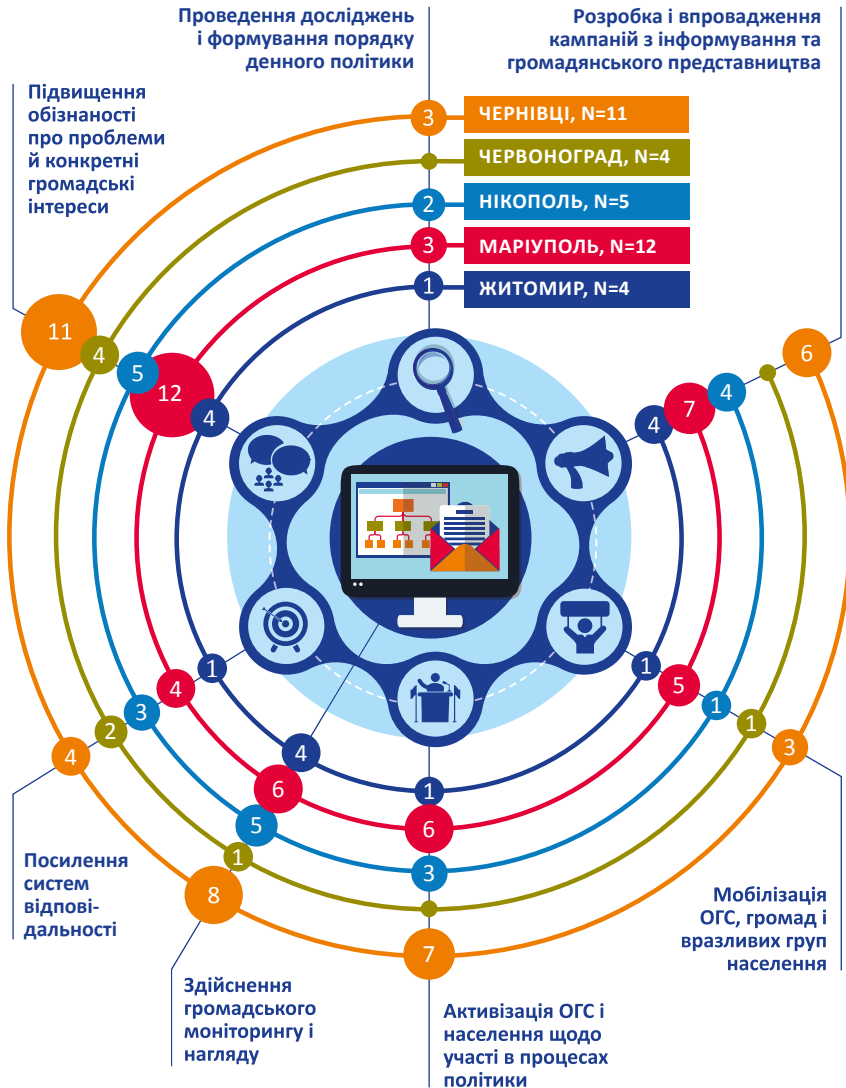 Проведення досліджень
і формування порядку
денного політики
Розробка і впровадження
кампаній з інформування та
громадянського представництва
Підвищення
обізнаності
про проблеми
й конкретні
громадські
інтереси
3
ЧЕРНІВЦІ, N=11
ЧЕРВОНОГРАД, N=4
2
НІКОПОЛЬ, N=5
3
МАРІУПОЛЬ, N=12
1
ЖИТОМИР, N=4
11
4
5
12
4
6
4
7
4
1
4
3
2
4
1
5
1
1
3
4
6
5
1
8
1
6
3
7
Посилення
систем
відпові-
дальності
Здійснення
громадського
моніторингу і
нагляду
Активізація ОГС і
населення щодо
участі в процесах
політики
Мобілізація
ОГС, громад і
вразливих груп
населення